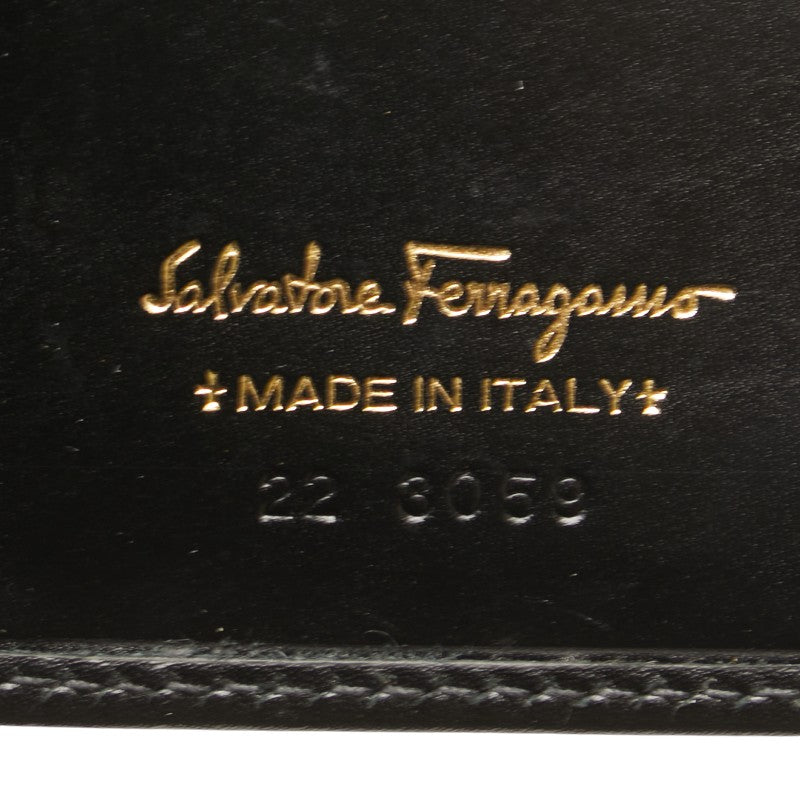 Salvatore Ferragamo
MADE IN ITALY
22 3059